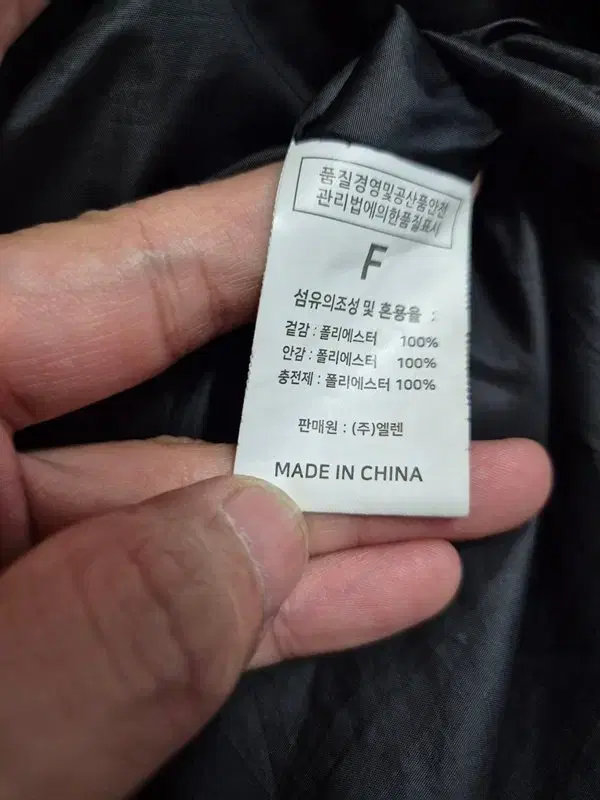 품질경영및공산품안전
관리법에의한품질표시
F
섬유의조성 및 혼용율 :
겉감 : 폴리에스터 100%
안감 : 폴리에스터 100%
충전제 : 폴리에스터 100%
판매원 : (주)엘렌
MADE IN CHINA